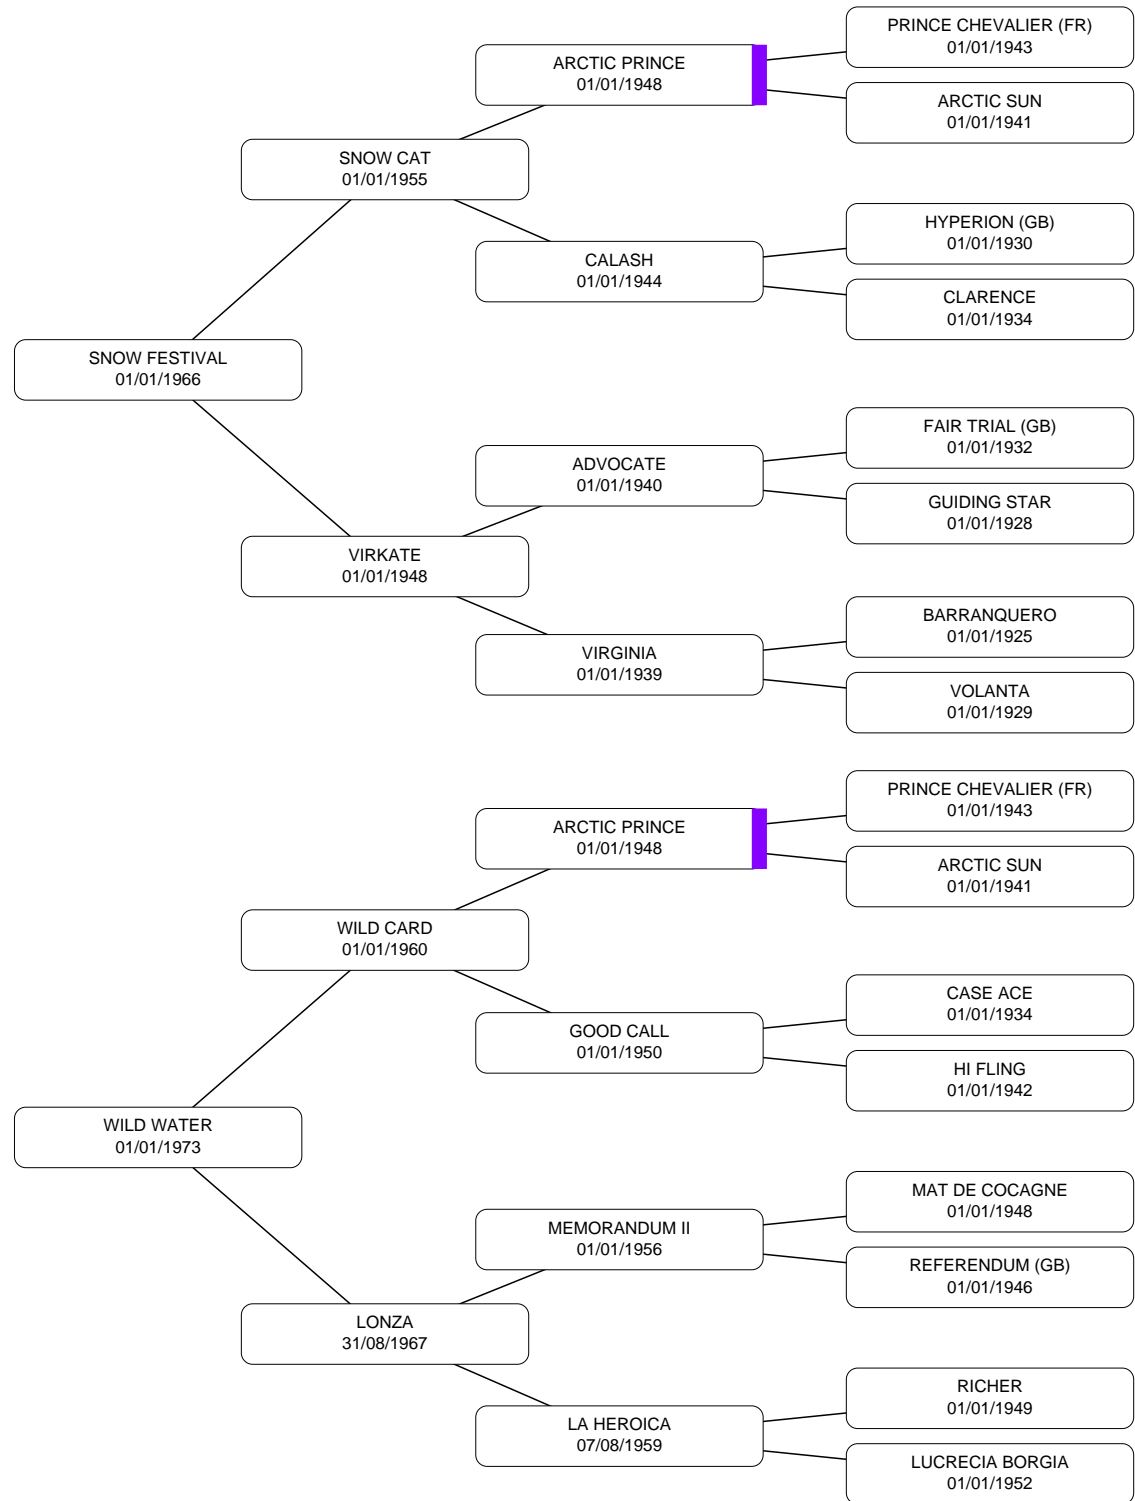 PRINCE CHEVALIER (FR)
01/01/1943
ARCTIC PRINCE
01/01/1948
ARCTIC SUN
01/01/1941
SNOW CAT
01/01/1955
HYPERION (GB)
01/01/1930
CALASH
01/01/1944
CLARENCE
01/01/1934
SNOW FESTIVAL
01/01/1966
FAIR TRIAL (GB)
01/01/1932
ADVOCATE
01/01/1940
GUIDING STAR
01/01/1928
VIRKATE
01/01/1948
BARRANQUERO
01/01/1925
VIRGINIA
01/01/1939
VOLANTA
01/01/1929
PRINCE CHEVALIER (FR)
01/01/1943
ARCTIC PRINCE
01/01/1948
ARCTIC SUN
01/01/1941
WILD CARD
01/01/1960
CASE ACE
01/01/1934
GOOD CALL
01/01/1950
HI FLING
01/01/1942
WILD WATER
01/01/1973
MAT DE COCAGNE
01/01/1948
MEMORANDUM II
01/01/1956
REFERENDUM (GB)
01/01/1946
LONZA
31/08/1967
RICHER
01/01/1949
LA HEROICA
07/08/1959
LUCRECIA BORGIA
01/01/1952